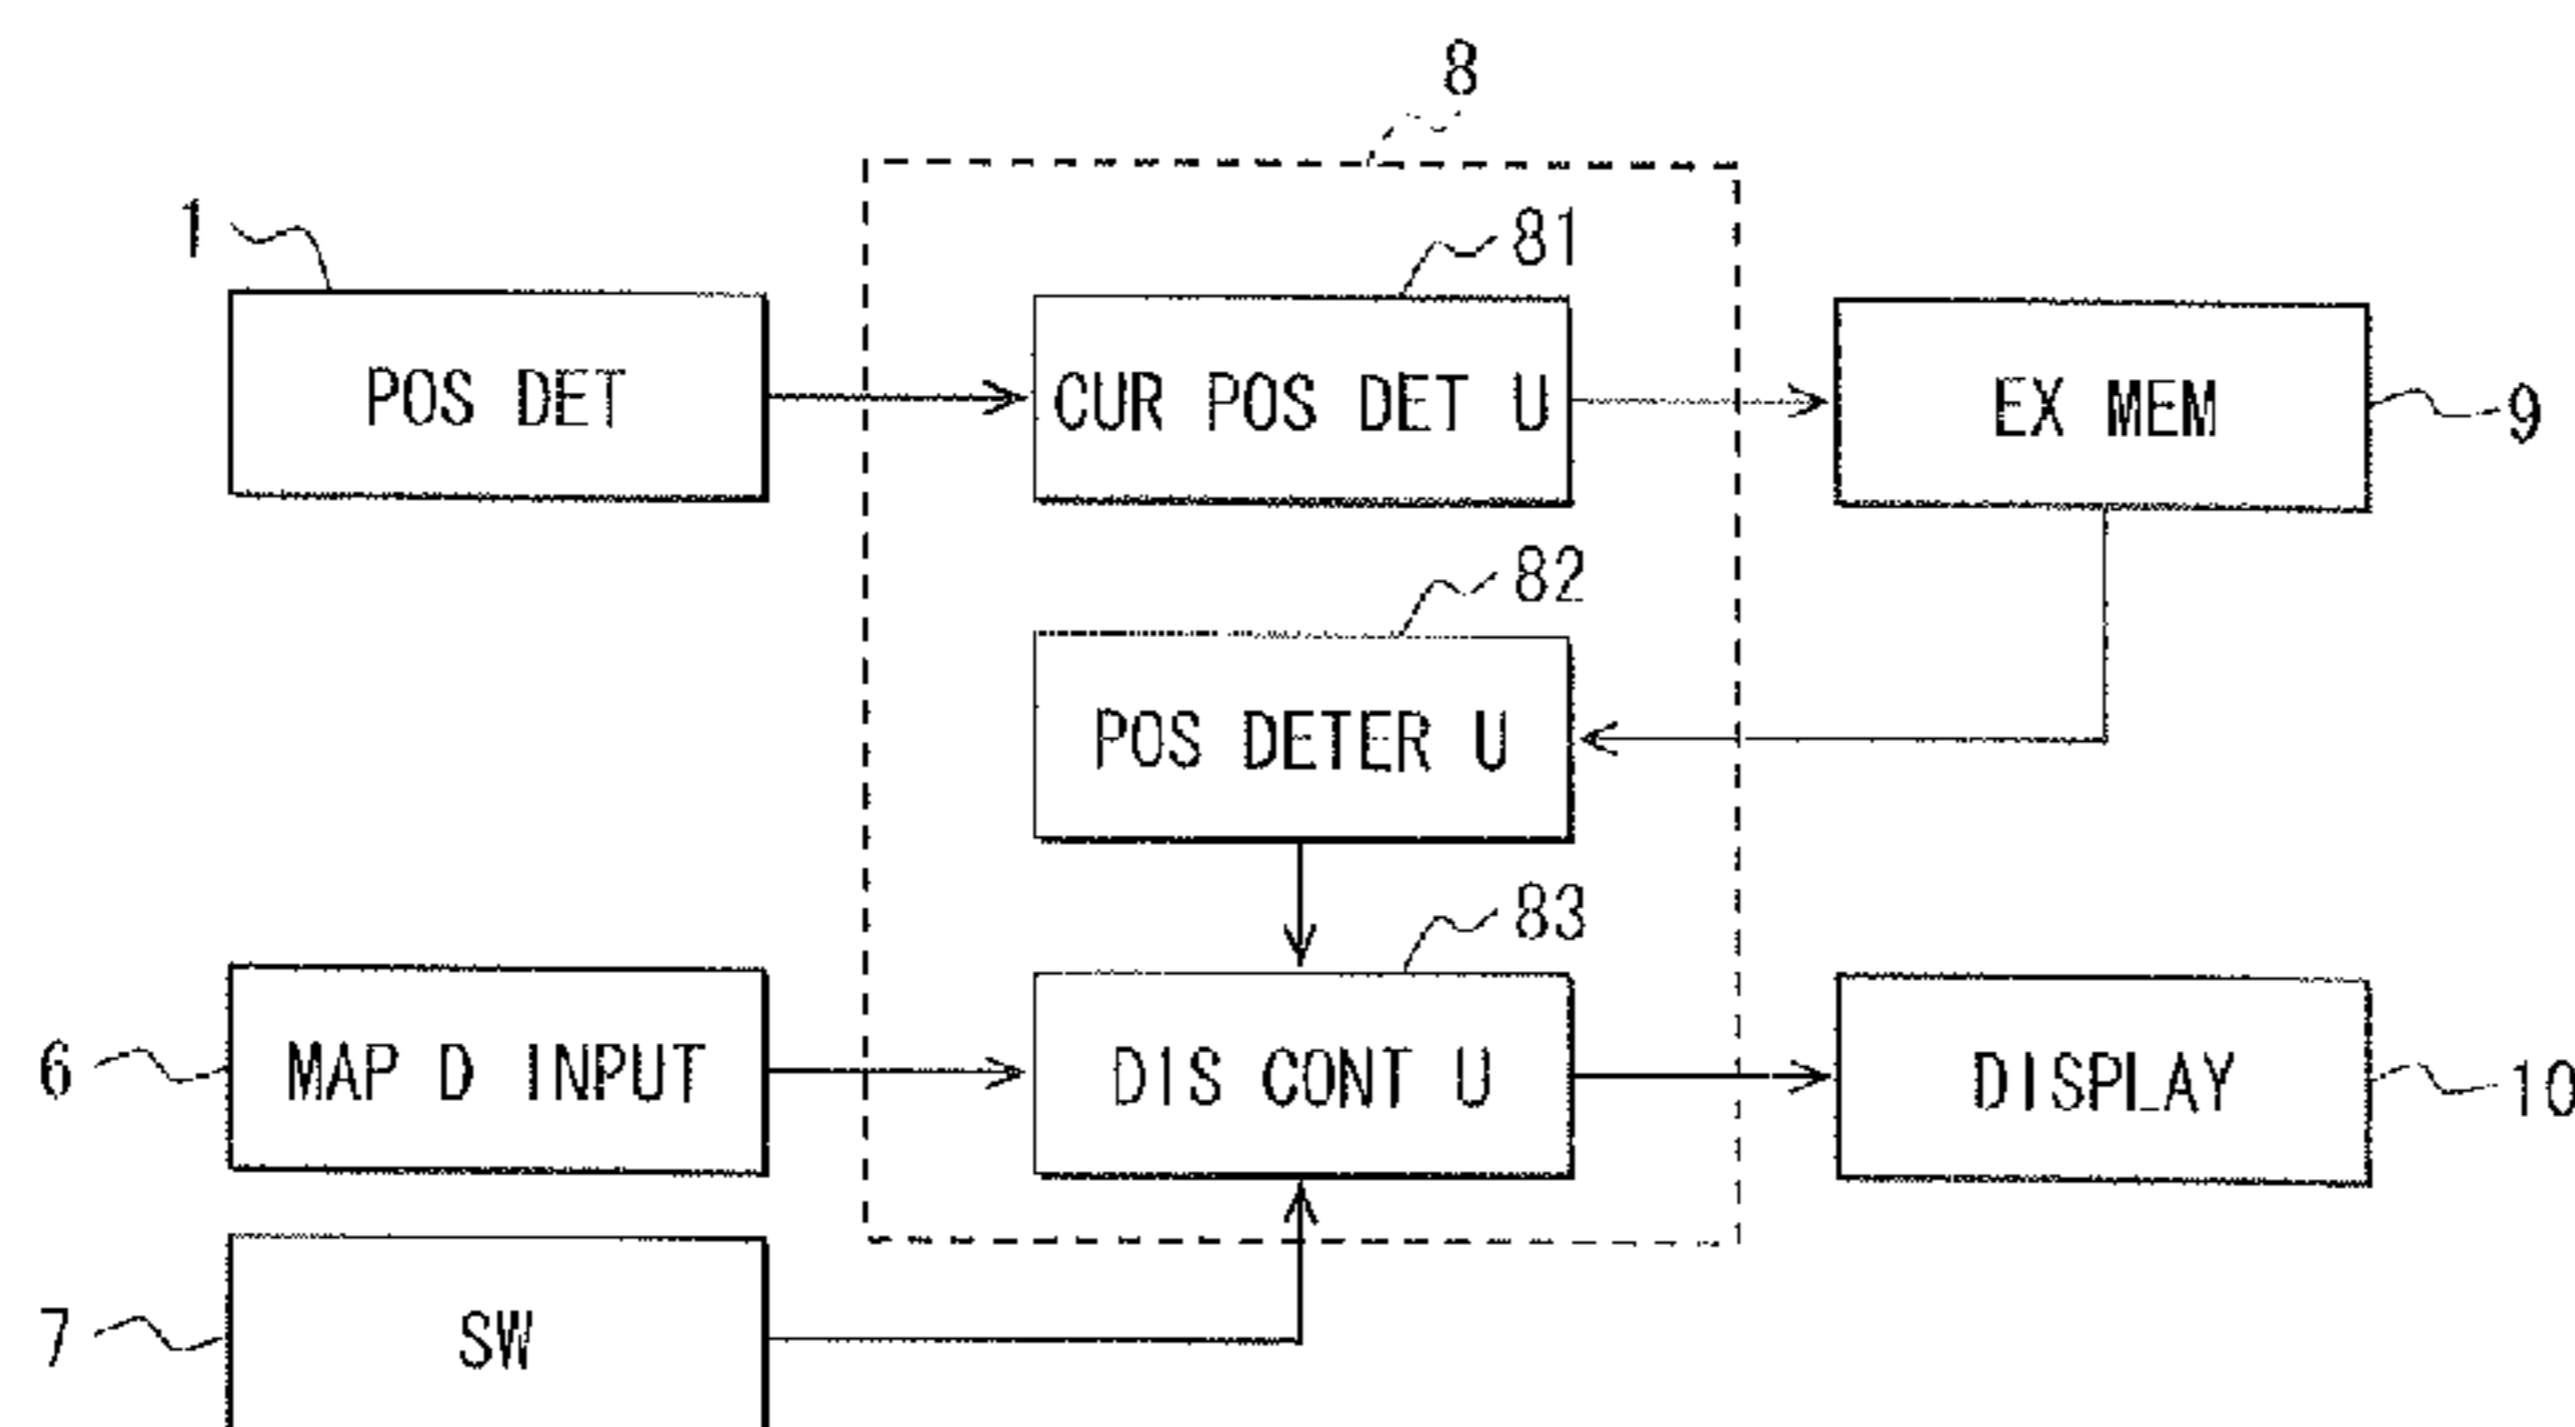 8
1
81
POS DET
CUR POS DET U
EX MEM
9
82
POS DETER U
83
6
MAP D INPUT
DIS CONT U
DISPLAY
10
7
SW